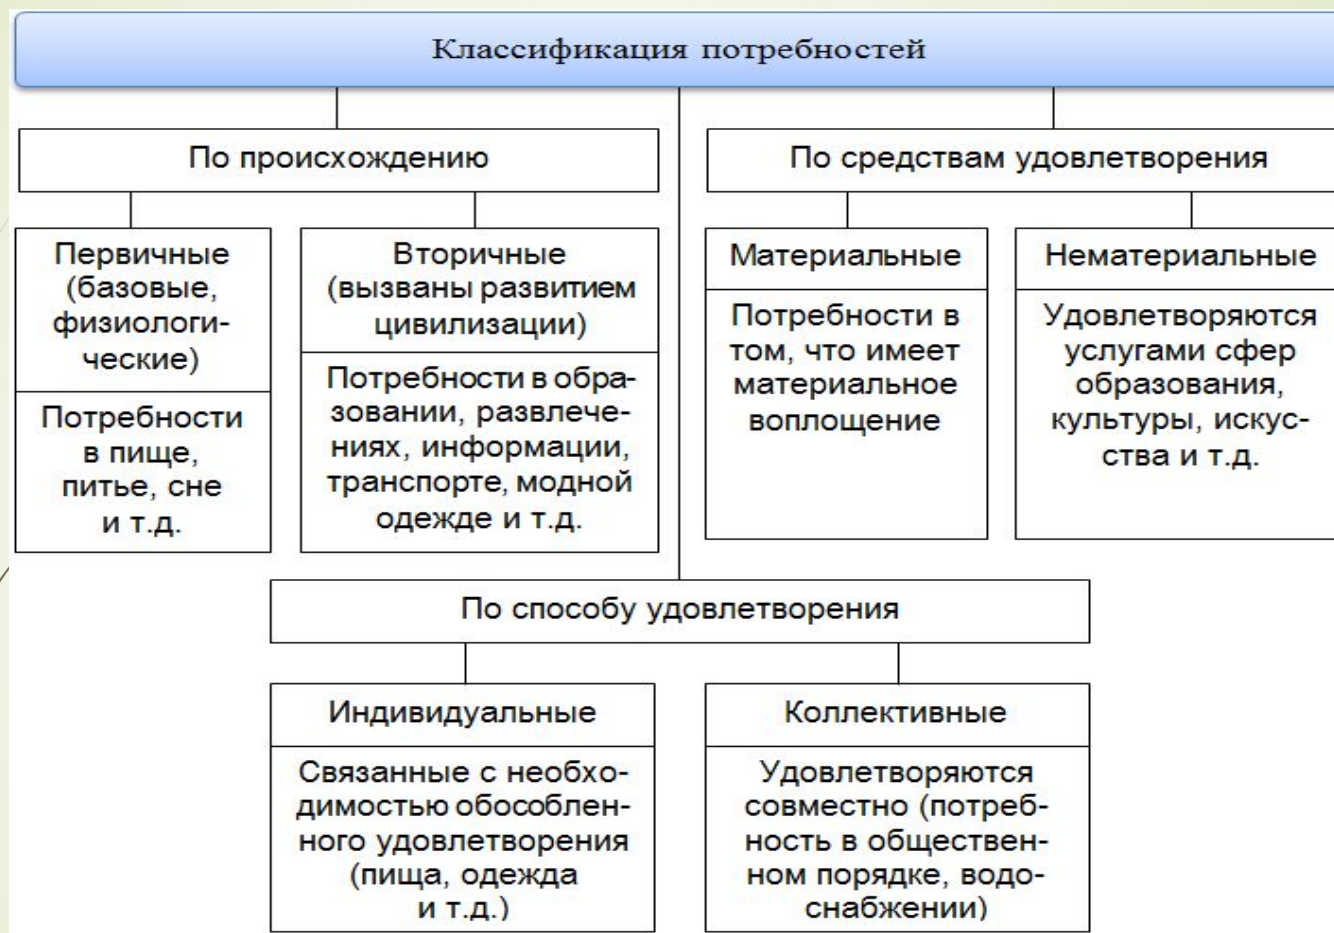 Классификация потребностей
По происхождению
Первичные
(базовые,
физиологи-
ческие)
Потребности
в пище,
питье, сне
и т.д.
Вторичные
(вызваны развитием
цивилизации)
Потребности в обра-
зовании, развлече-
ниях, информации,
транспорте, модной
одежде и т.д.
По средствам удовлетворения
Материальные
Потребности в
том, что имеет
материальное
воплощение
Нематериальные
Удовлетворяются
услугами сфер
образования,
культуры, искус-
ства и т.д.
По способу удовлетворения
Индивидуальные
Связанные с необхо-
димостью обособлен-
ного удовлетворения
(пища, одежда
и т.д.)
Коллективные
Удовлетворяются
совместно (потреб-
ность в обществен-
ном порядке, водо-
снабжении)